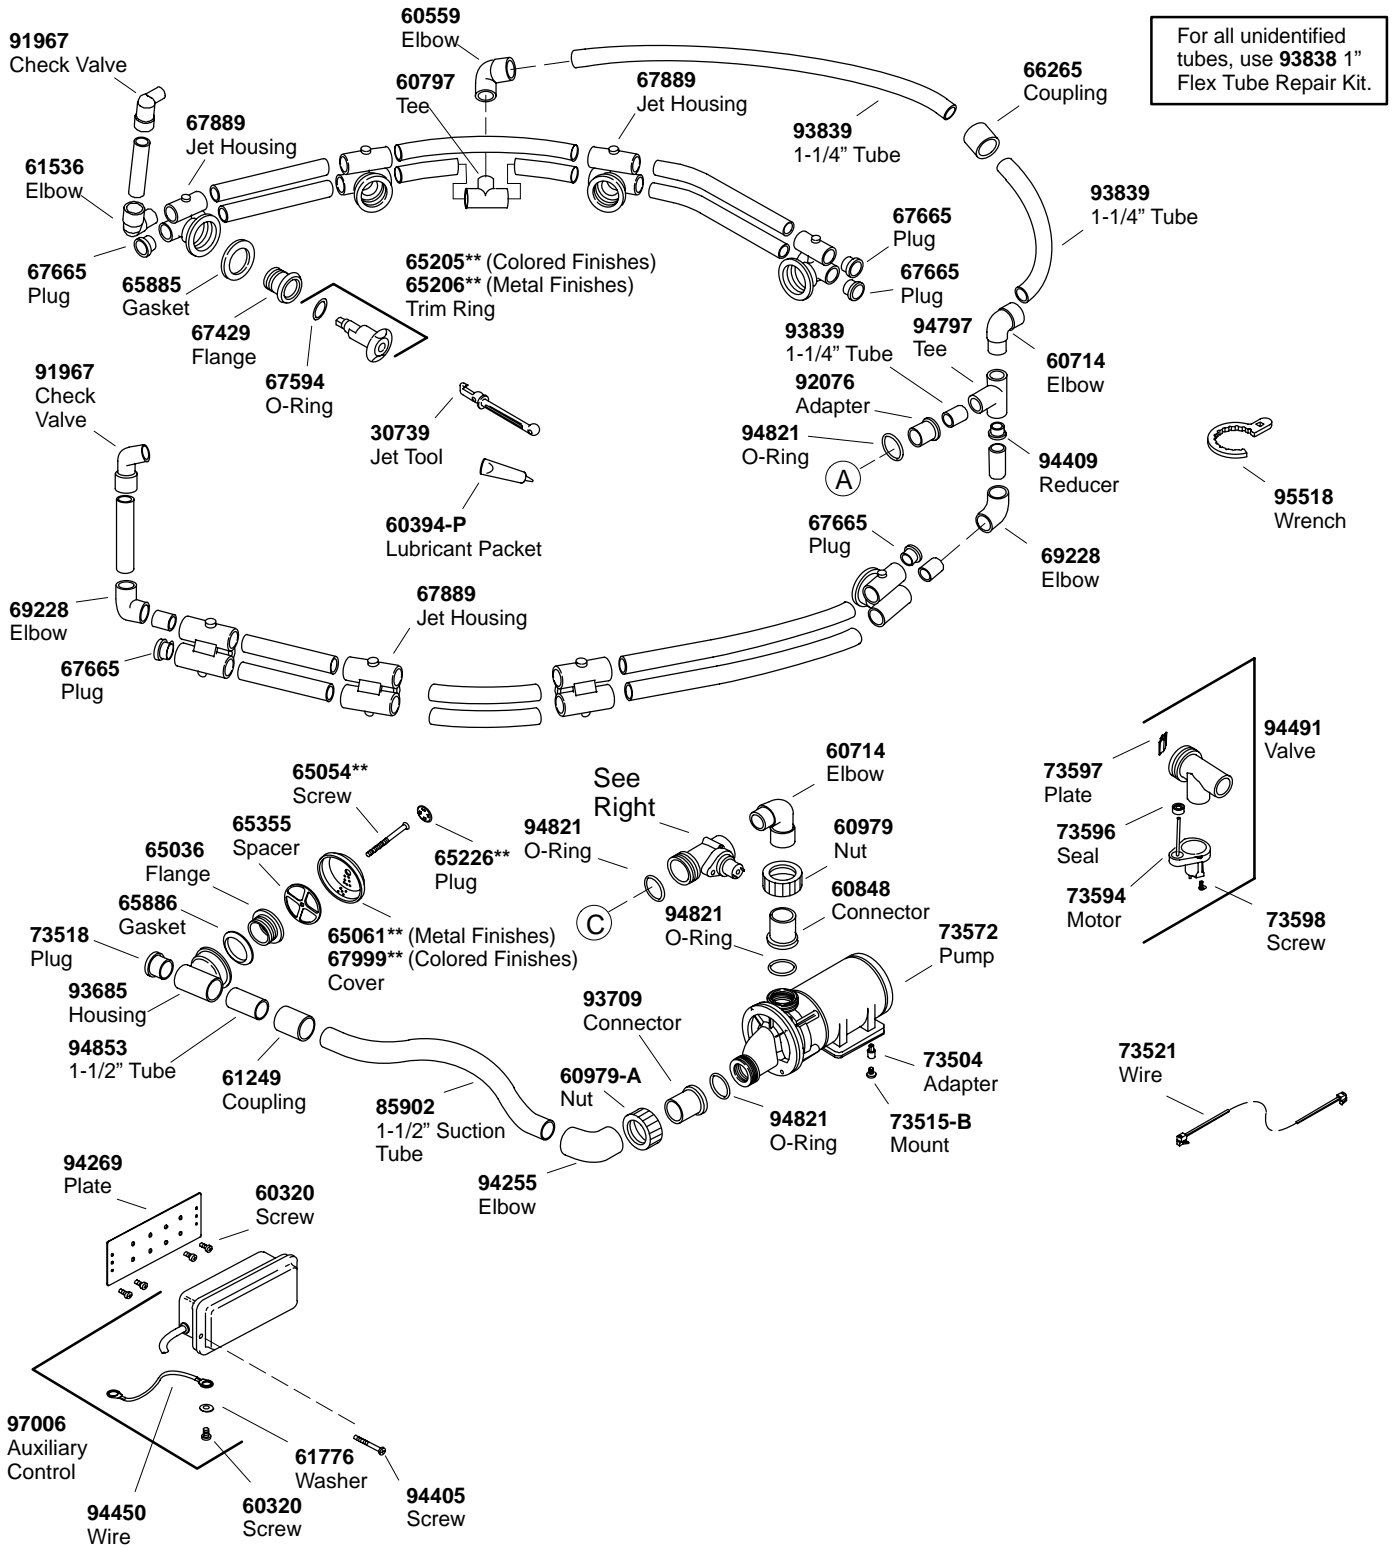 60559
Elbow
91967
Check Valve
60797
Tee
67889
Jet Housing
66265
Coupling
For all unidentified
tubes, use 93838 1”
Flex Tube Repair Kit.
67889
Jet Housing
93839
1-1/4” Tube
61536
Elbow
93839
1-1/4” Tube
67665
Plug
67665
Plug
65885
Gasket
65205** (Colored Finishes)
65206** (Metal Finishes)
Trim Ring
67665
Plug
67429
Flange
93839
1-1/4” Tube
94797
Tee
60714
Elbow
91967
Check
Valve
67594
O-Ring
92076
Adapter
30739
Jet Tool
94821
O-Ring
A
94409
Reducer
95518
Wrench
60394-P
Lubricant Packet
67665
Plug
69228
Elbow
69228
Elbow
67889
Jet Housing
67665
Plug
94491
Valve
73597
Plate
73596
Seal
73594
Motor
73598
Screw
65054**
Screw
See
Right
60714
Elbow
65355
Spacer
94821
O-Ring
60979
Nut
65036
Flange
65226**
Plug
60848
Connector
65886
Gasket
C
94821
O-Ring
73518
Plug
65061** (Metal Finishes)
67999** (Colored Finishes)
Cover
73572
Pump
93685
Housing
93709
Connector
94853
1-1/2” Tube
61249
Coupling
60979-A
Nut
73504
Adapter
73521
Wire
85902
1-1/2” Suction
Tube
94821
O-Ring
73515-B
Mount
94255
Elbow
94269
Plate
60320
Screw
97006
Auxiliary
Control
61776
Washer
94450
Wire
60320
Screw
94405
Screw